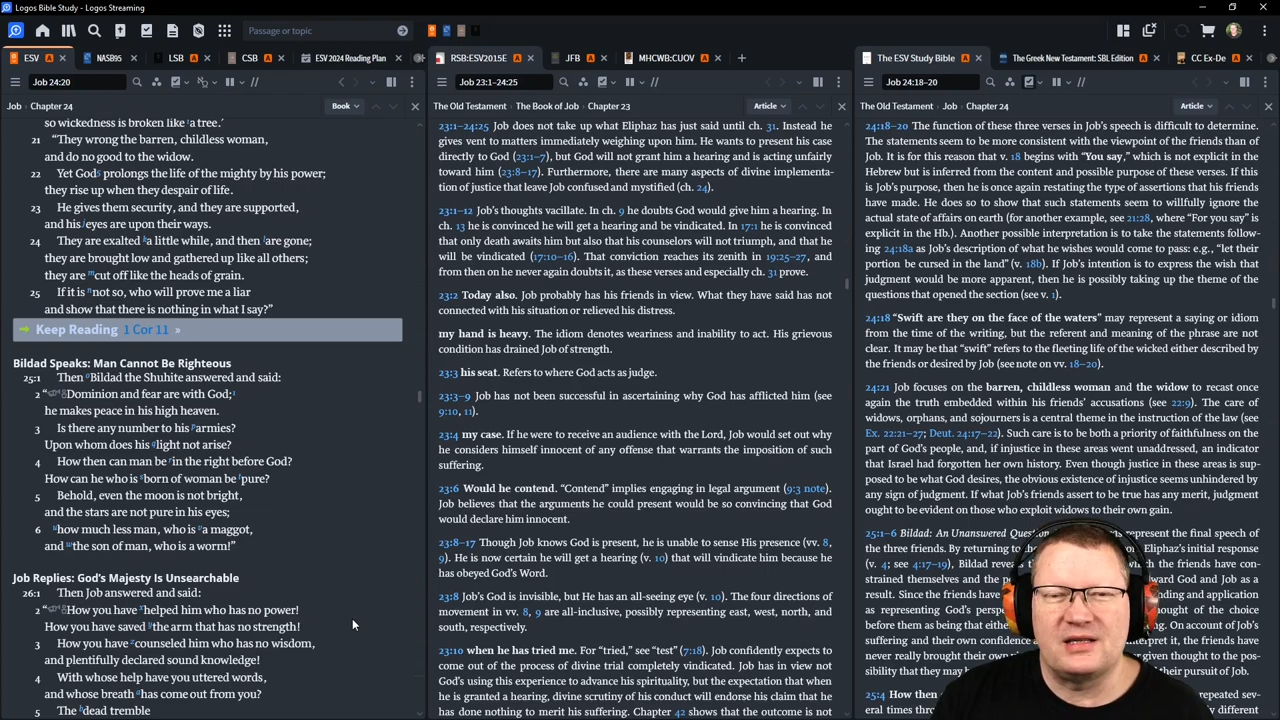 Logos Bible Study - Logos Streaming
Passage or topic
ESV A
NASB95 A
LSB A
CSB A
ESV 2024 Reading Plan
RSB:ESV2015E A
JFB A
MHCWB:CUOV A
The ESV Study Bible A
The Greek New Testament: SBL Edition A
CC Ex-De A
Job 24:20
Job 23:1–24:25
Job 24:18–20
Job Chapter 24
Book
The Old Testament The Book of Job Chapter 23
Article
The Old Testament Job Chapter 24
Article
so wickedness is broken like i a tree.’
21 “They wrong the barren, childless woman,
and do no good to the widow.
22 Yet God 5 prolongs the life of the mighty by his power;
they rise up when they despair of life.
23 He gives them security, and they are supported,
and his j eyes are upon their ways.
24 They are exalted k a little while, and then l are gone;
they are brought low and gathered up like all others;
they are m cut off like the heads of grain.
25 If it is n not so, who will prove me a liar
and show that there is nothing in what I say?”
Keep Reading 1 Cor 11 »
Bildad Speaks: Man Cannot Be Righteous
25:1 Then o Bildad the Shuhite answered and said:
2 “Dominion and fear are with God; 1
he makes peace in his high heaven.
3 Is there any number to his p armies?
Upon whom does his q light not arise?
4 How then can man be r in the right before God?
How can he who is s born of woman be t pure?
5 Behold, even the moon is not bright,
and the stars are not pure in his eyes;
6 u how much less man, who is v a maggot,
and w the son of man, who is a worm!”
Job Replies: God’s Majesty Is Unsearchable
26:1 Then Job answered and said:
2 “How you have x helped him who has no power!
How you have saved y the arm that has no strength!
3 How you have z counseled him who has no wisdom,
and plentifully declared sound knowledge!
4 With whose help have you uttered words,
and whose breath a has come out from you?
5 The b dead tremble
23:1–24:25 Job does not take up what Eliphaz has just said until ch. 31. Instead he
gives vent to matters immediately weighing upon him. He wants to present his case
directly to God (23:1–7), but God will not grant him a hearing and is acting unfairly
toward him (23:8–17). Furthermore, there are many aspects of divine implementa-
tion of justice that leave Job confused and mystified (ch. 24).
23:1–12 Job’s thoughts vacillate. In ch. 9 he doubts God would give him a hearing. In
ch. 13 he is convinced he will get a hearing and be vindicated. In 17:1 he is convinced
that only death awaits him but also that his counselors will not triumph, and that he
will be vindicated (17:10–16). That conviction reaches its zenith in 19:25–27, and
from then on he never again doubts it, as these verses and especially ch. 31 prove.
23:2 Today also. Job probably has his friends in view. What they have said has not
connected with his situation or relieved his distress.
my hand is heavy. The idiom denotes weariness and inability to act. His grievous
condition has drained Job of strength.
23:3 his seat. Refers to where God acts as judge.
23:3–9 Job has not been successful in ascertaining why God has afflicted him (see
9:10, 11).
23:4 my case. If he were to receive an audience with the Lord, Job would set out why
he considers himself innocent of any offense that warrants the imposition of such
suffering.
23:6 Would he contend. “Contend” implies engaging in legal argument (9:3 note).
Job believes that the arguments he could present would be so convincing that God
would declare him innocent.
23:8–17 Though Job knows God is present, he is unable to sense His presence (vv. 8,
9). He is now certain he will get a hearing (v. 10) that will vindicate him because he
has obeyed God’s Word.
23:8 Job’s God is invisible, but He has an all-seeing eye (v. 10). The four directions of
movement in vv. 8, 9 are all-inclusive, possibly representing east, west, north, and
south, respectively.
23:10 when he has tried me. For “tried,” see “test” (7:18). Job confidently expects to
come out of the process of divine trial completely vindicated. Job has in view not
God’s using this experience to advance his spirituality, but the expectation that when
he is granted a hearing, divine scrutiny of his conduct will endorse his claim that he
has done nothing to merit his suffering. Chapter 42 shows that the outcome is not
24:18–20 The function of these three verses in Job’s speech is difficult to determine.
The statements seem to be more consistent with the viewpoint of the friends than of
Job. It is for this reason that v. 18 begins with “You say,” which is not explicit in the
Hebrew but is inferred from the content and possible purpose of these verses. If this
is Job’s purpose, then he is once again restating the type of assertions that his friends
have made. He does so to show that such statements seem to willfully ignore the
actual state of affairs on earth (for another example, see 21:28, where “For you say” is
explicit in the Hb.). Another possible interpretation is to take the statements follow-
ing 24:18a as Job’s description of what he wishes would come to pass: e.g., “let their
portion be cursed in the land” (v. 18b). If Job’s intention is to express the wish that
judgment would be more apparent, then he is possibly taking up the theme of the
questions that opened the section (see v. 1).
24:18 “Swift are they on the face of the waters” may represent a saying or idiom
from the time of the writing, but the referent and meaning of the phrase are not
clear. It may be that “swift” refers to the fleeting life of the wicked either described by
the friends or desired by Job (see note on vv. 18–20).
24:21 Job focuses on the barren, childless woman and the widow to recast once
again the truth embedded within his friends’ accusations (see 22:9). The care of
widows, orphans, and sojourners is a central theme in the instruction of the law (see
Ex. 22:21–27; Deut. 24:17–22). Such care is to be both a priority of faithfulness on the
part of God’s people, and, if injustice in these areas went unaddressed, an indicator
that Israel had forgotten her own history. Even though justice in these areas is sup-
posed to be what God desires, the obvious existence of injustice seems unhindered by
any sign of judgment. If what Job’s friends assert to be true has any merit, judgment
ought to be evident on those who exploit widows to their own gain.
25:1–6 Bildad: An Unanswered Question represent the final speech of
the three friends. By returning to Eliphaz’s initial response
(v. 4; see 4:17–19), Bildad reveals the friends have con-
strained themselves and the toward God and Job as a
result. Since the friends have ending and application
as representing God’s thought of the choice
before them as being that either On account of Job’s
suffering and their own confidence interpret it, the friends have
never really brought that their pursuit of Job.
25:4 How then repeated sev-
eral times